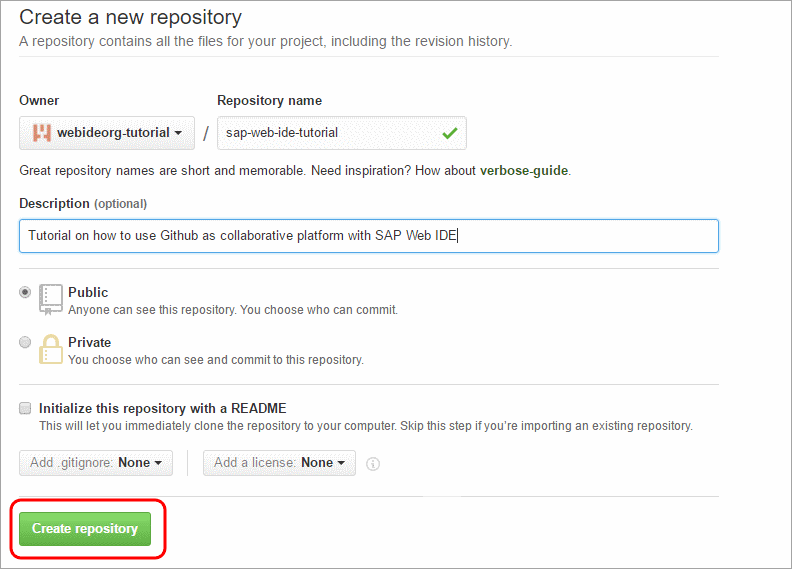 Create a new repository
A repository contains all the files for your project, including the revision history.
Owner Repository name
webideorg-tutorial / sap-web-ide-tutorial
Great repository names are short and memorable. Need inspiration? How about verbose-guide.
Description (optional)
Tutorial on how to use Github as collaborative platform with SAP Web IDE
Public
Anyone can see this repository. You choose who can commit.
Private
You choose who can see and commit to this repository.
Initialize this repository with a README
This will let you immediately clone the repository to your computer. Skip this step if you're importing an existing repository.
Add .gitignore: None Add a license: None
Create repository